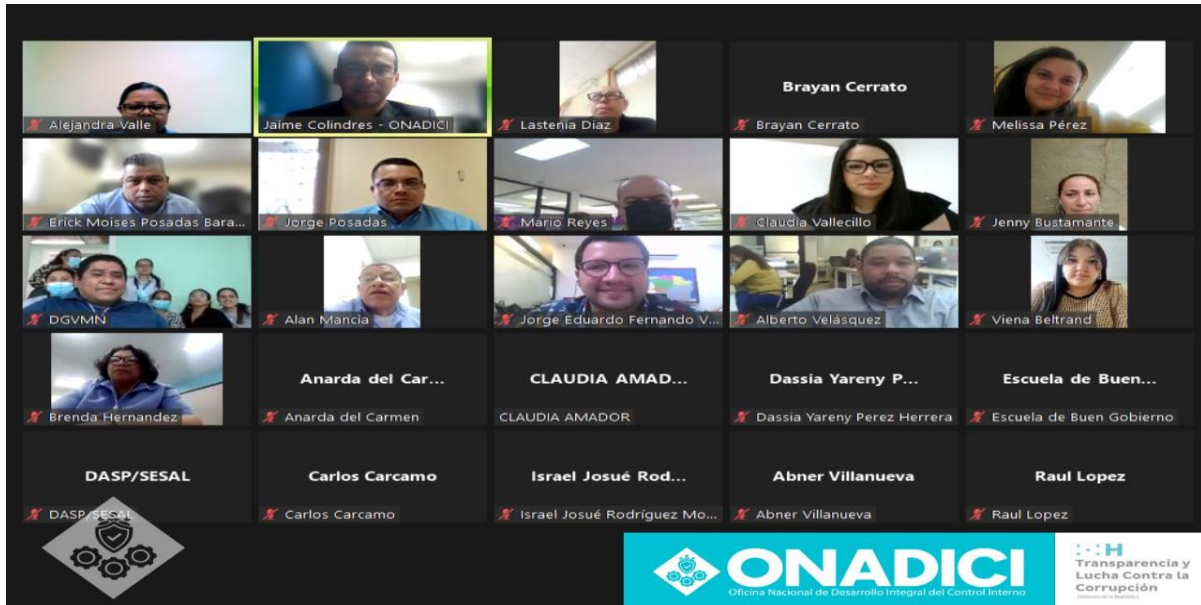 Alejandra Valle
Jaime Colindres - ONADICI
Lastenia Diaz
Brayan Cerrato
Brayan Cerrato
Melissa Pérez
Erick Moises Posadas Bara...
Jorge Posadas
Mario Reyes
Claudia Vallecillo
Jenny Bustamante
DGVMN
Alan Mancia
Jorge Eduardo Fernando V...
Alberto Velásquez
Viena Beltrand
Brenda Hernandez
Anarda del Car...
Anarda del Carmen
CLAUDIA AMAD...
CLAUDIA AMADOR
Dassia Yareny P...
Dassia Yareny Perez Herrera
Escuela de Buen...
Escuela de Buen Gobierno
DASP/SESAL
DASP/SESAL
Carlos Carcamo
Carlos Carcamo
Israel Josué Rod...
Israel Josué Rodríguez Mo...
Abner Villanueva
Abner Villanueva
Raul Lopez
Raul Lopez
ONADICI
Oficina Nacional de Desarrollo Integral del Control Interno
H
Transparencia y
Lucha Contra la
Corrupción
Gobierno de la República